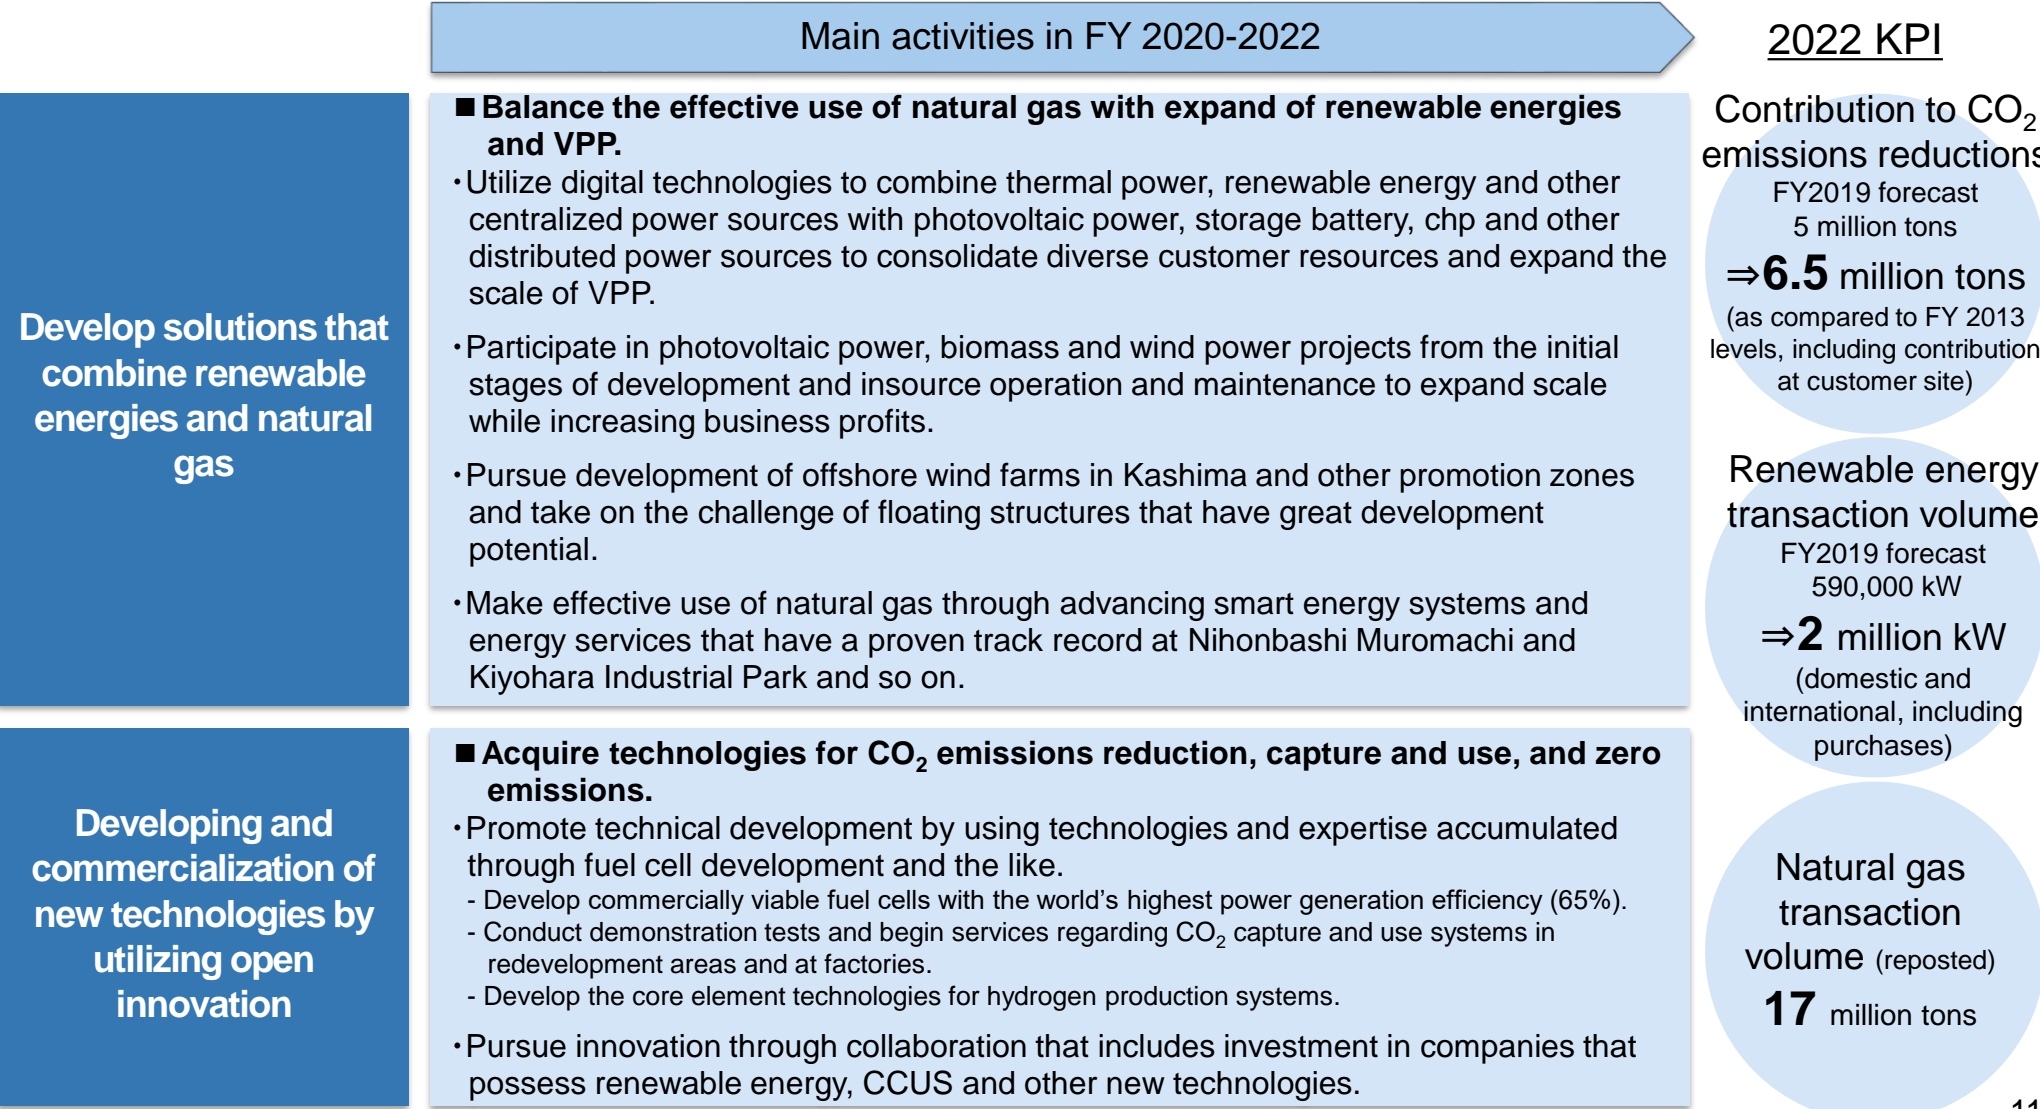 Main activities in FY 2020-2022
2022 KPI
Develop solutions that
combine renewable
energies and natural
gas
■Balance the effective use of natural gas with expand of renewable energies
and VPP.
・Utilize digital technologies to combine thermal power, renewable energy and other
centralized power sources with photovoltaic power, storage battery, chp and other
distributed power sources to consolidate diverse customer resources and expand the
scale of VPP.
・Participate in photovoltaic power, biomass and wind power projects from the initial
stages of development and insource operation and maintenance to expand scale
while increasing business profits.
・Pursue development of offshore wind farms in Kashima and other promotion zones
and take on the challenge of floating structures that have great development
potential.
・Make effective use of natural gas through advancing smart energy systems and
energy services that have a proven track record at Nihonbashi Muromachi and
Kiyohara Industrial Park and so on.
Developing and
commercialization of
new technologies by
utilizing open
innovation
■Acquire technologies for CO₂ emissions reduction, capture and use, and zero
emissions.
・Promote technical development by using technologies and expertise accumulated
through fuel cell development and the like.
- Develop commercially viable fuel cells with the world's highest power generation efficiency (65%).
- Conduct demonstration tests and begin services regarding CO₂ capture and use systems in
redevelopment areas and at factories.
- Develop the core element technologies for hydrogen production systems.
・Pursue innovation through collaboration that includes investment in companies that
possess renewable energy, CCUS and other new technologies.
Contribution to CO₂
emissions reductions
FY2019 forecast
5 million tons
⇒6.5 million tons
(as compared to FY 2013
levels, including contribution
at customer site)
Renewable energy
transaction volume
FY2019 forecast
590,000 kW
⇒2 million kW
(domestic and
international, including
purchases)
Natural gas
transaction
volume (reposted)
17 million tons
11